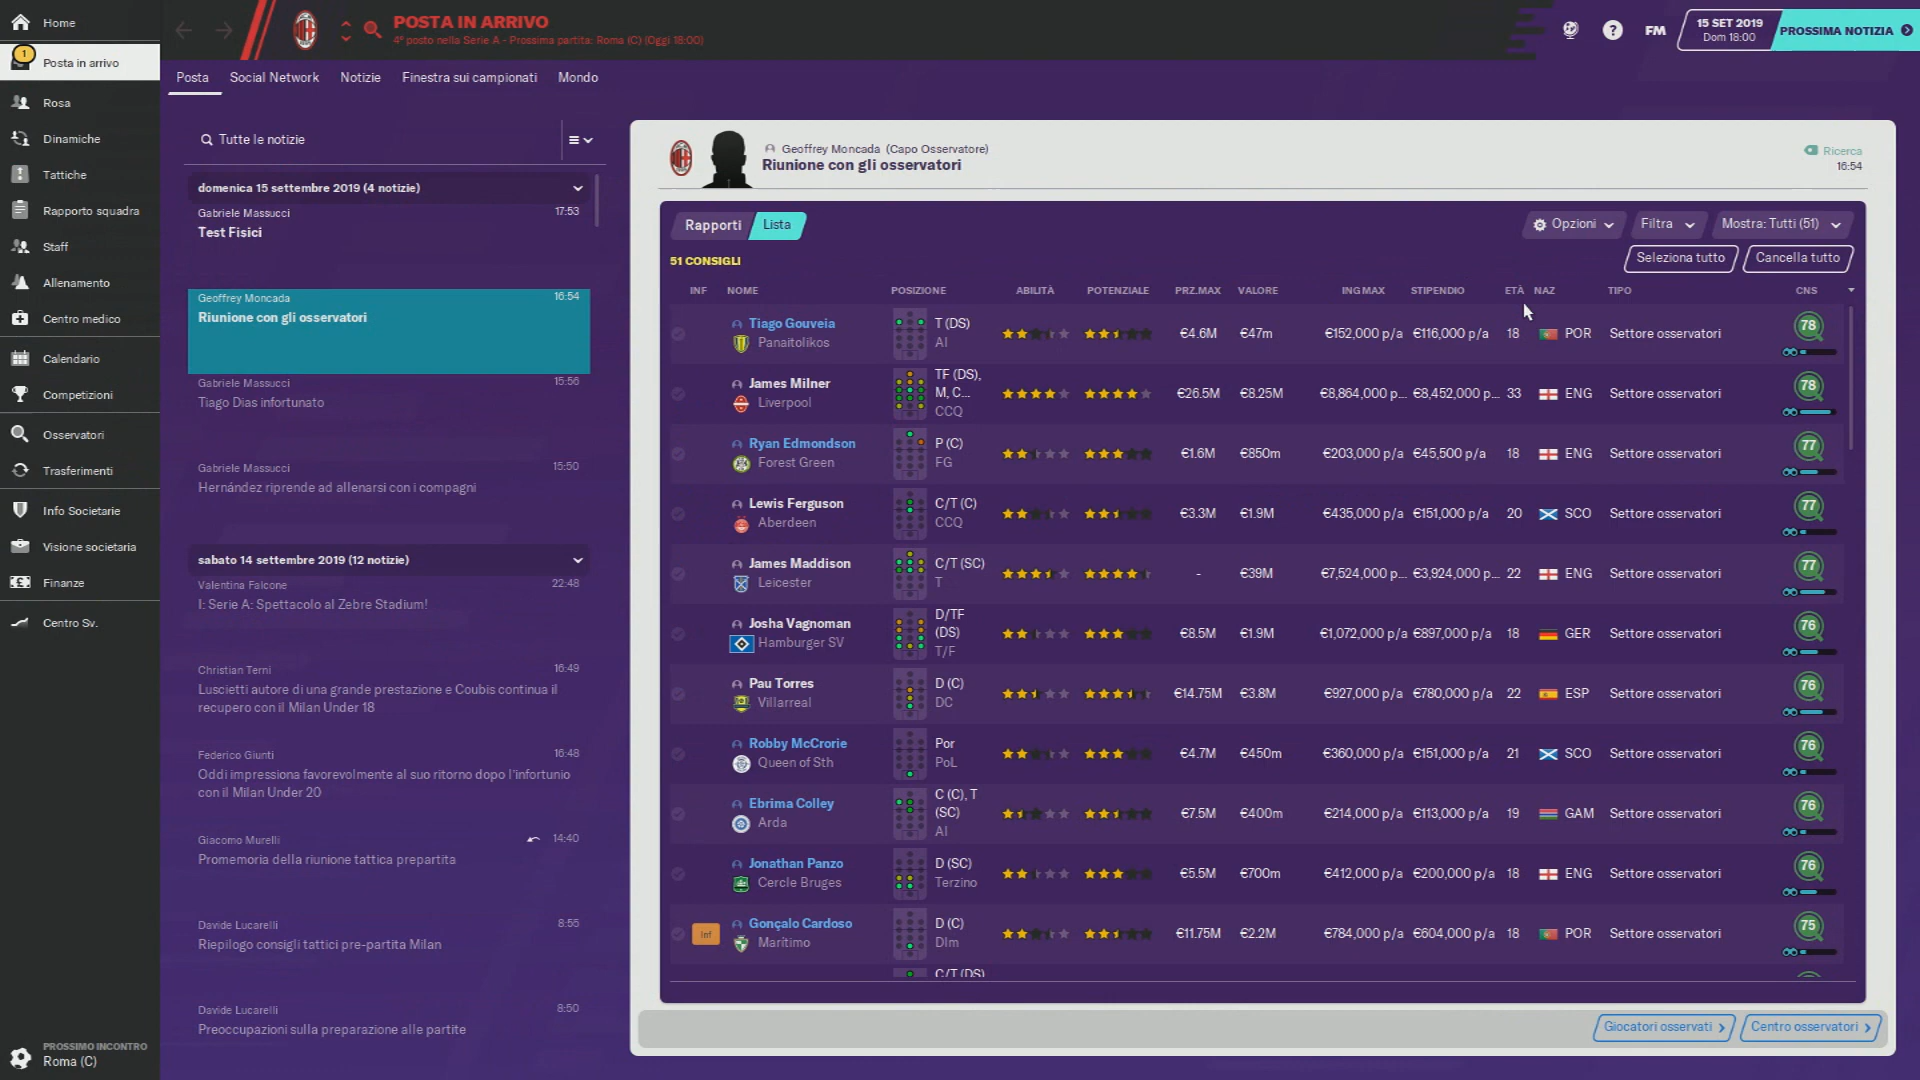 Home
POSTA IN ARRIVO
4° posto nella Serie A - Prossima partita: Roma (C) (Oggi 18:00)
FM
15 SET 2019
Dom 18:00
PROSSIMA NOTIZIA
1
Posta in arrivo
Rosa
Dinamiche
Tattiche
Rapporto squadra
Staff
Allenamento
Centro medico
Calendario
Competizioni
Osservatori
Trasferimenti
Info Societarie
Visione societaria
Finanze
Centro Sv.
PROSSIMO INCONTRO
Roma (C)
Posta Social Network Notizie Finestra sui campionati Mondo
Tutte le notizie
domenica 15 settembre 2019 (4 notizie)
Gabriele Massucci 17:53
Test Fisici
Geoffrey Moncada 16:54
Riunione con gli osservatori
Gabriele Massucci 15:56
Tiago Dias infortunato
Gabriele Massucci 15:50
Hernández riprende ad allenarsi con i compagni
sabato 14 settembre 2019 (12 notizie)
Valentina Falcone 22:48
I: Serie A: Spettacolo al Zebre Stadium!
Christian Terni 16:49
Luscietti autore di una grande prestazione e Coubis continua il
recupero con il Milan Under 18
Federico Giunti 16:48
Oddi impressiona favorevolmente al suo ritorno dopo l'infortunio
con il Milan Under 20
Giacomo Murelli 14:40
Promemoria della riunione tattica prepartita
Davide Lucarelli 8:55
Riepilogo consigli tattici pre-partita Milan
Davide Lucarelli 8:50
Preoccupazioni sulla preparazione alle partite
Geoffrey Moncada (Capo Osservatore)
Riunione con gli osservatori
Ricerca
16:54
Rapporti Lista
Opzioni Filtra Mostra: Tutti (51)
51 CONSIGLI
Seleziona tutto Cancella tutto
INF NOME POSIZIONE ABILITÀ POTENZIALE PRZ.MAX VALORE ING MAX STIPENDIO ETÀ NAZ TIPO CNS
Tiago Gouveia
Panaitolikos
T (DS)
AI
€4.6M €47m €152,000 p/a €116,000 p/a 18 POR Settore osservatori 78
James Milner
Liverpool
TF (DS),
M, C...
CCQ
€26.5M €8.25M €8,864,000 p... €8,452,000 p... 33 ENG Settore osservatori 78
Ryan Edmondson
Forest Green
P (C)
FG
€1.6M €850m €203,000 p/a €45,500 p/a 18 ENG Settore osservatori 77
Lewis Ferguson
Aberdeen
C/T (C)
CCQ
€3.3M €1.9M €435,000 p/a €151,000 p/a 20 SCO Settore osservatori 77
James Maddison
Leicester
C/T (SC)
T
- €39M €7,524,000 p... €3,924,000 p... 22 ENG Settore osservatori 77
Josha Vagnoman
Hamburger SV
D/TF
(DS)
T/F
€8.5M €1.9M €1,072,000 p/a €897,000 p/a 18 GER Settore osservatori 76
Pau Torres
Villarreal
D (C)
DC
€14.75M €3.8M €927,000 p/a €780,000 p/a 22 ESP Settore osservatori 76
Robby McCrorie
Queen of Sth
Por
PoL
€4.7M €450m €360,000 p/a €151,000 p/a 21 SCO Settore osservatori 76
Ebrima Colley
Arda
C (C), T
(SC)
AI
€7.5M €400m €214,000 p/a €113,000 p/a 19 GAM Settore osservatori 76
Jonathan Panzo
Cercle Bruges
D (SC)
Terzino
€5.5M €700m €412,000 p/a €200,000 p/a 18 ENG Settore osservatori 76
Inf
Gonçalo Cardoso
Marítimo
D (C)
DIm
€11.75M €2.2M €784,000 p/a €604,000 p/a 18 POR Settore osservatori 75
C/T (DS)
Giocatori osservati Centro osservatori